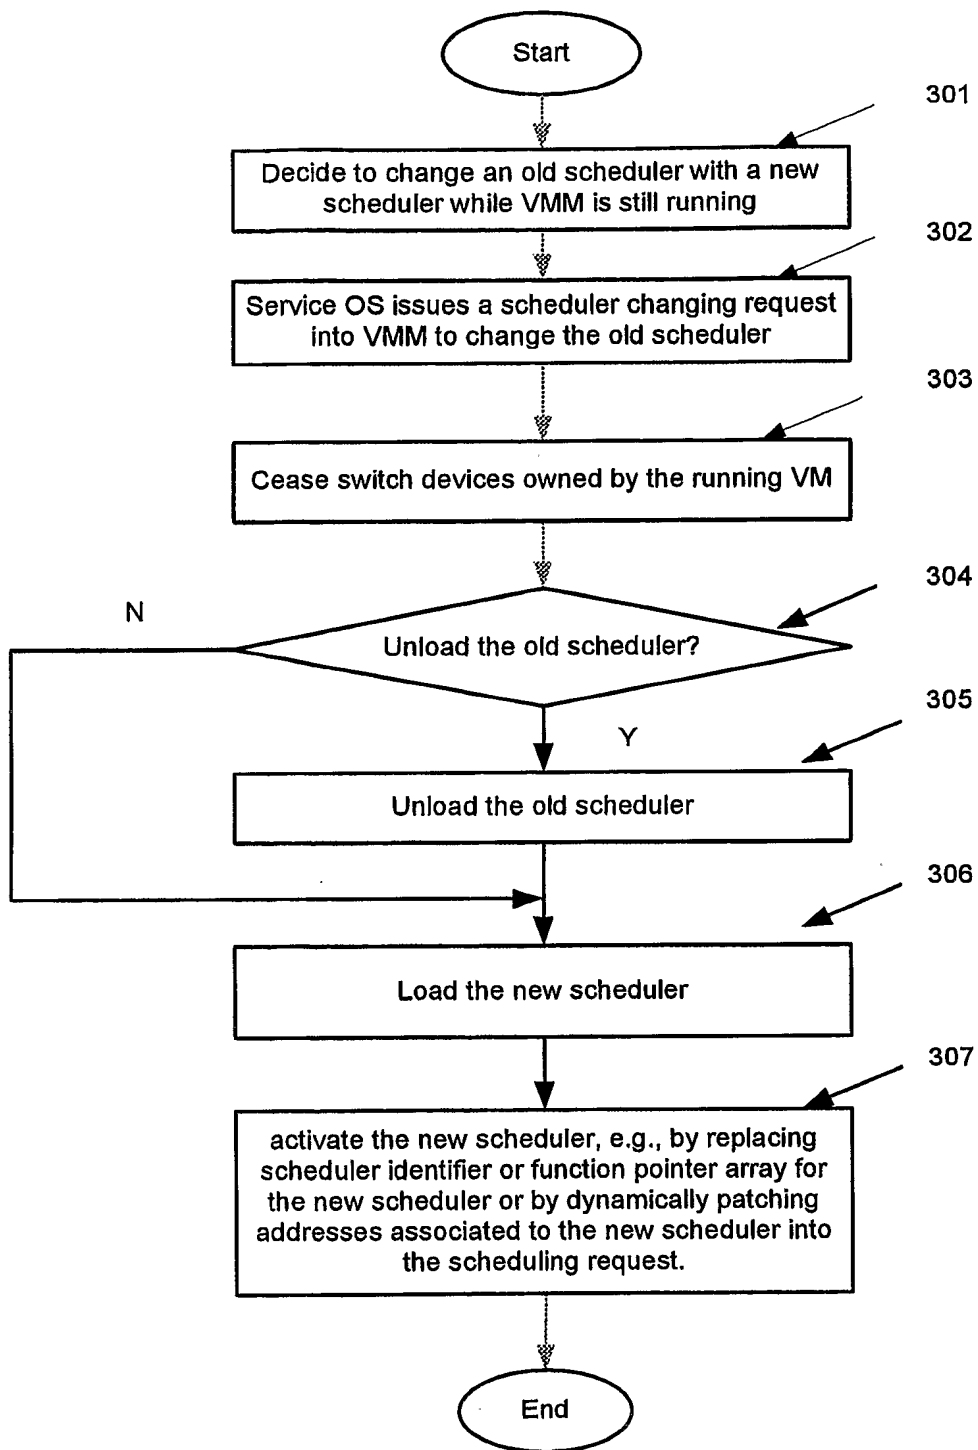 Start
301
Decide to change an old scheduler with a new
scheduler while VMM is still running
302
Service OS issues a scheduler changing request
into VMM to change the old scheduler
303
Cease switch devices owned by the running VM
304
N
Unload the old scheduler?
305
Y
Unload the old scheduler
306
Load the new scheduler
307
activate the new scheduler, e.g., by replacing
scheduler identifier or function pointer array for
the new scheduler or by dynamically patching
addresses associated to the new scheduler into
the scheduling request.
End